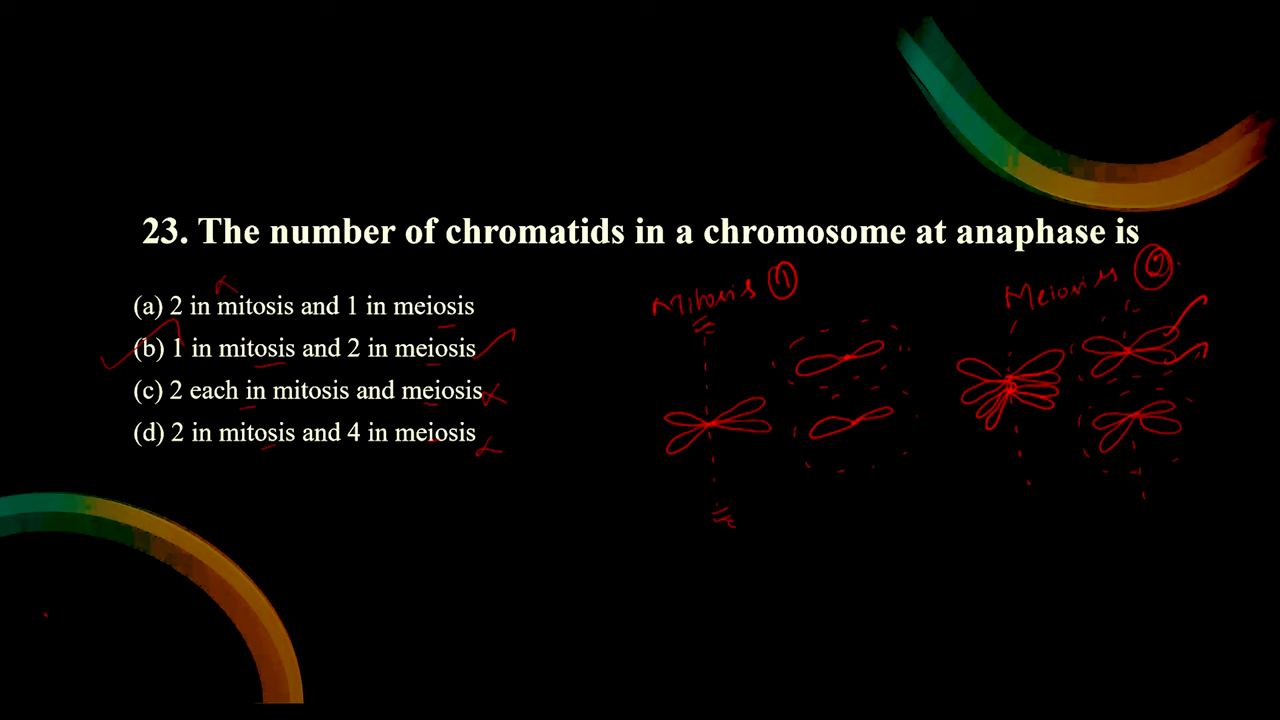 23. The number of chromatids in a chromosome at anaphase is
Mitosis 1
Meiosis 2
(a) 2 in mitosis and 1 in meiosis
(b) 1 in mitosis and 2 in meiosis
(c) 2 each in mitosis and meiosis
(d) 2 in mitosis and 4 in meiosis